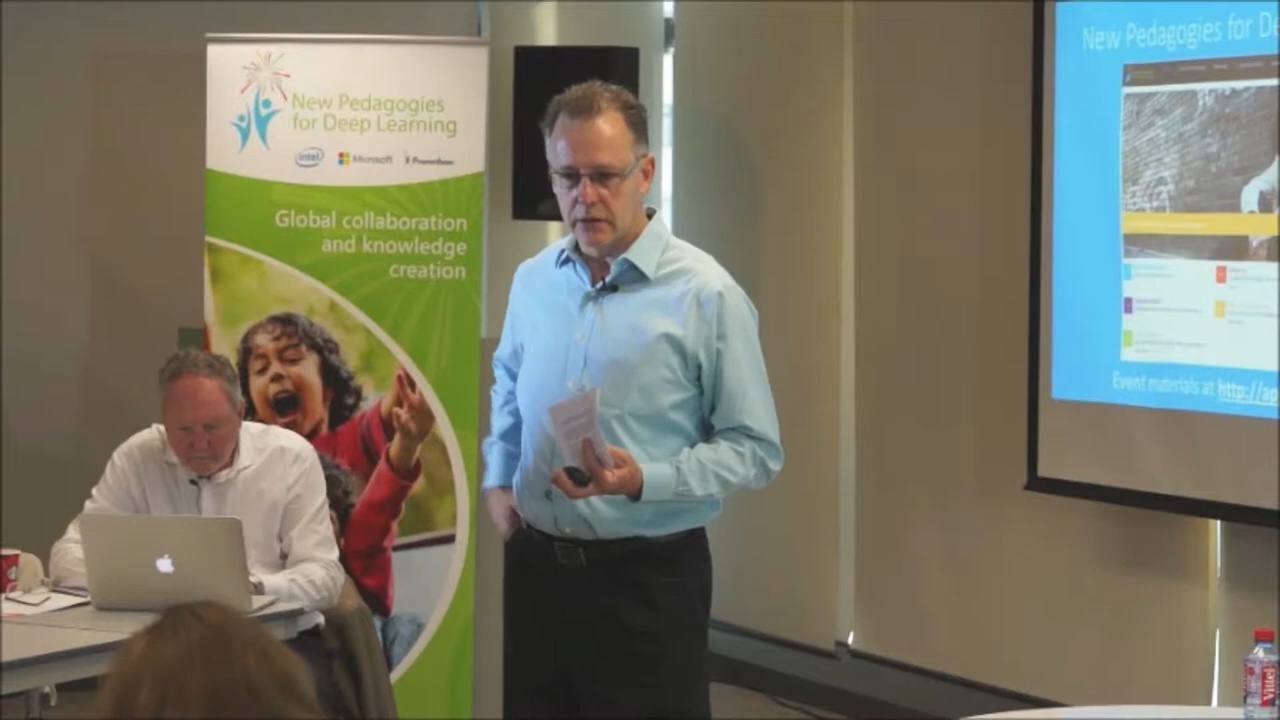 New Pedagogies
for Deep Learning
intel
Microsoft
Promethean
Global collaboration
and knowledge
creation
New Pedagogies for D
Event materials at http://ap
Vittel